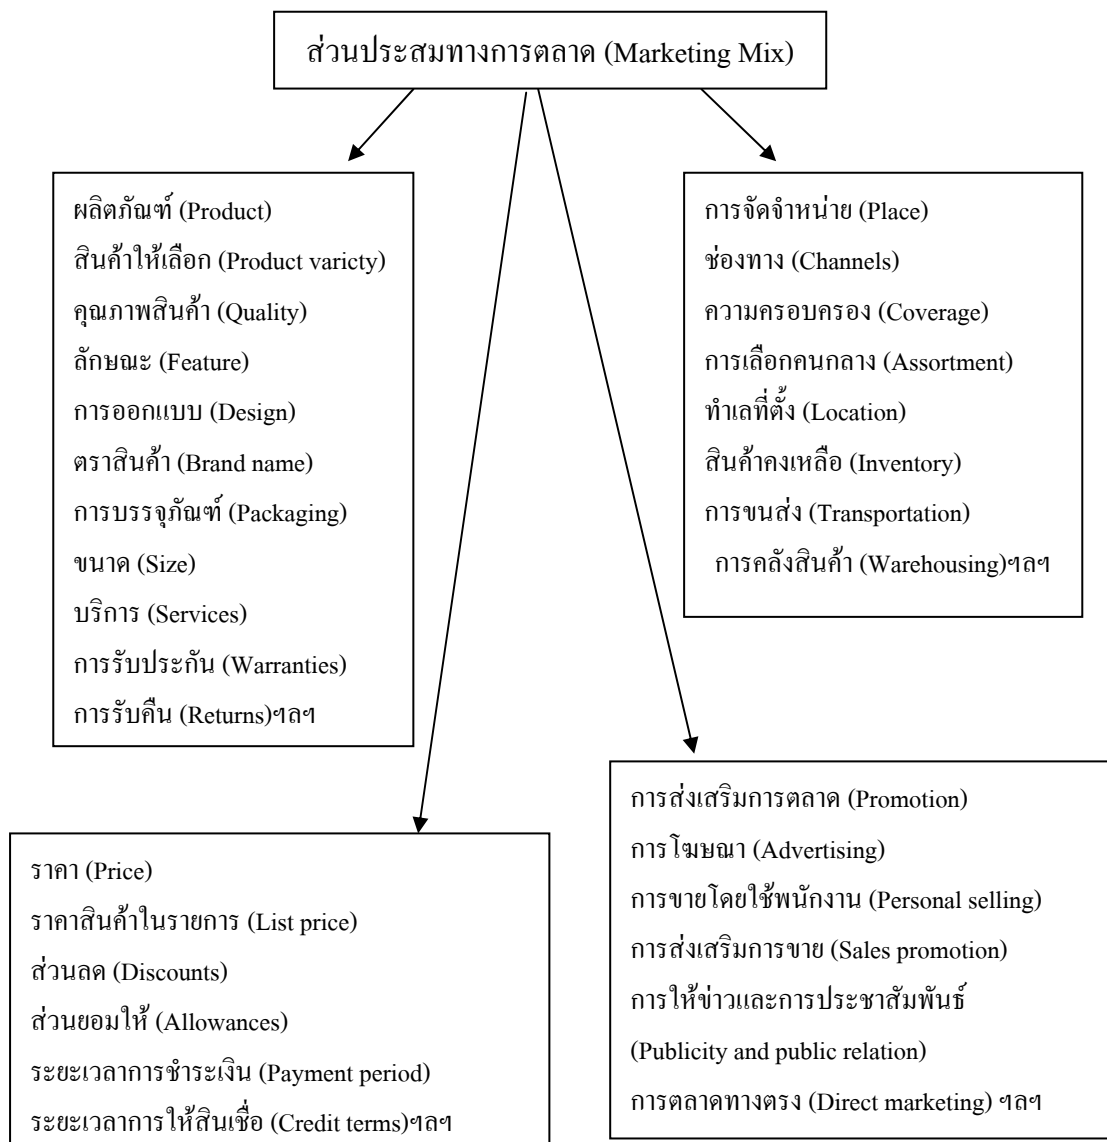 ส่วนประสมทางการตลาด (Marketing Mix)
ผลิตภัณฑ์ (Product)
สินค้าให้เลือก (Product varicty)
คุณภาพสินค้า (Quality)
ลักษณะ (Feature)
การออกแบบ (Design)
ตราสินค้า (Brand name)
การบรรจุภัณฑ์ (Packaging)
ขนาด (Size)
บริการ (Services)
การรับประกัน (Warranties)
การรับคืน (Returns)ฯลฯ
การจัดจำหน่าย (Place)
ช่องทาง (Channels)
ความครอบครอง (Coverage)
การเลือกคนกลาง (Assortment)
ทำเลที่ตั้ง (Location)
สินค้าคงเหลือ (Inventory)
การขนส่ง (Transportation)
การคลังสินค้า (Warehousing)ฯลฯ
ราคา (Price)
ราคาสินค้าในรายการ (List price)
ส่วนลด (Discounts)
ส่วนยอมให้ (Allowances)
ระยะเวลาการชำระเงิน (Payment period)
ระยะเวลาการให้สินเชื่อ (Credit terms)ฯลฯ
การส่งเสริมการตลาด (Promotion)
การโฆษณา (Advertising)
การขายโดยใช้พนักงาน (Personal selling)
การส่งเสริมการขาย (Sales promotion)
การให้ข่าวและการประชาสัมพันธ์
(Publicity and public relation)
การตลาดทางตรง (Direct marketing) ฯลฯ